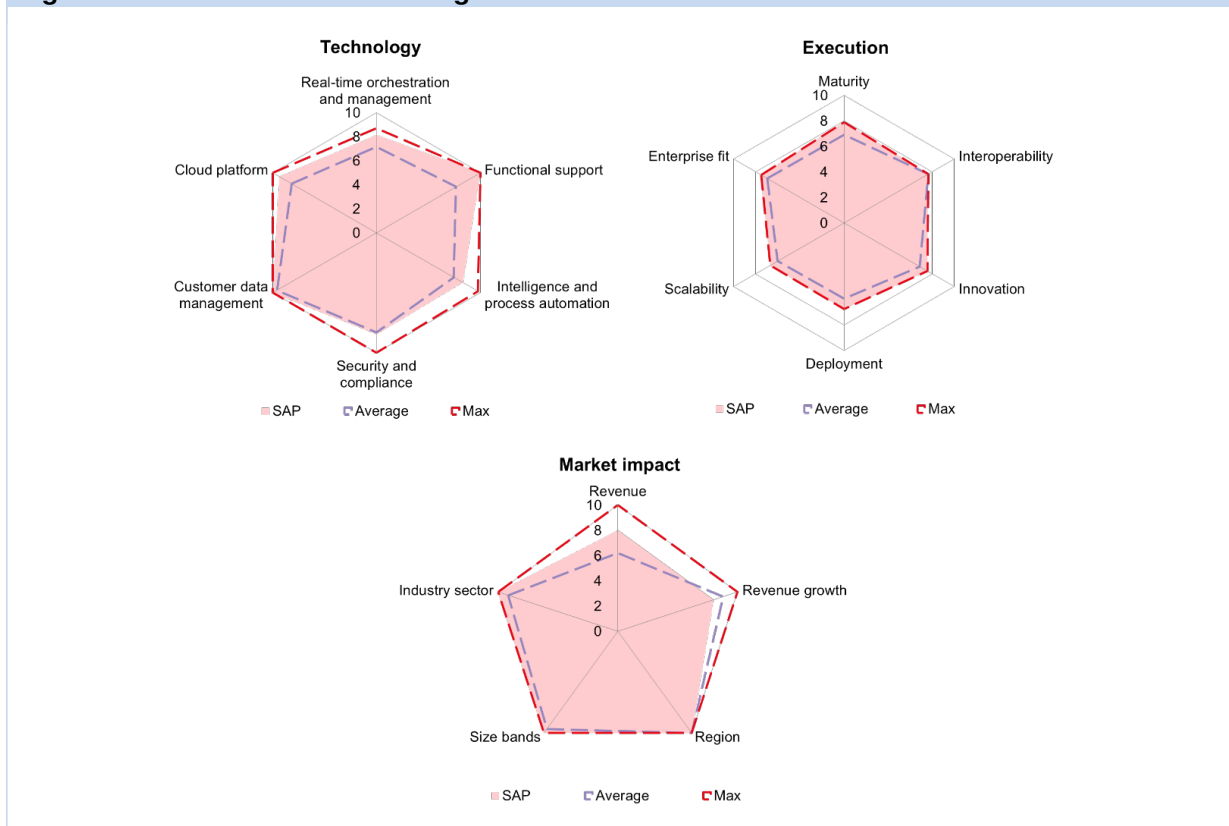 Technology
Real-time orchestration
and management
10
8
6
4
2
0
Cloud platform
Functional support
Customer data
management
Intelligence and
process automation
Security and
compliance
SAP
Average
Max
Execution
Maturity
10
8
6
4
2
0
Enterprise fit
Interoperability
Scalability
Innovation
Deployment
SAP
Average
Max
Market impact
Revenue
10
8
6
4
2
0
Industry sector
Revenue growth
Size bands
Region
SAP
Average
Max